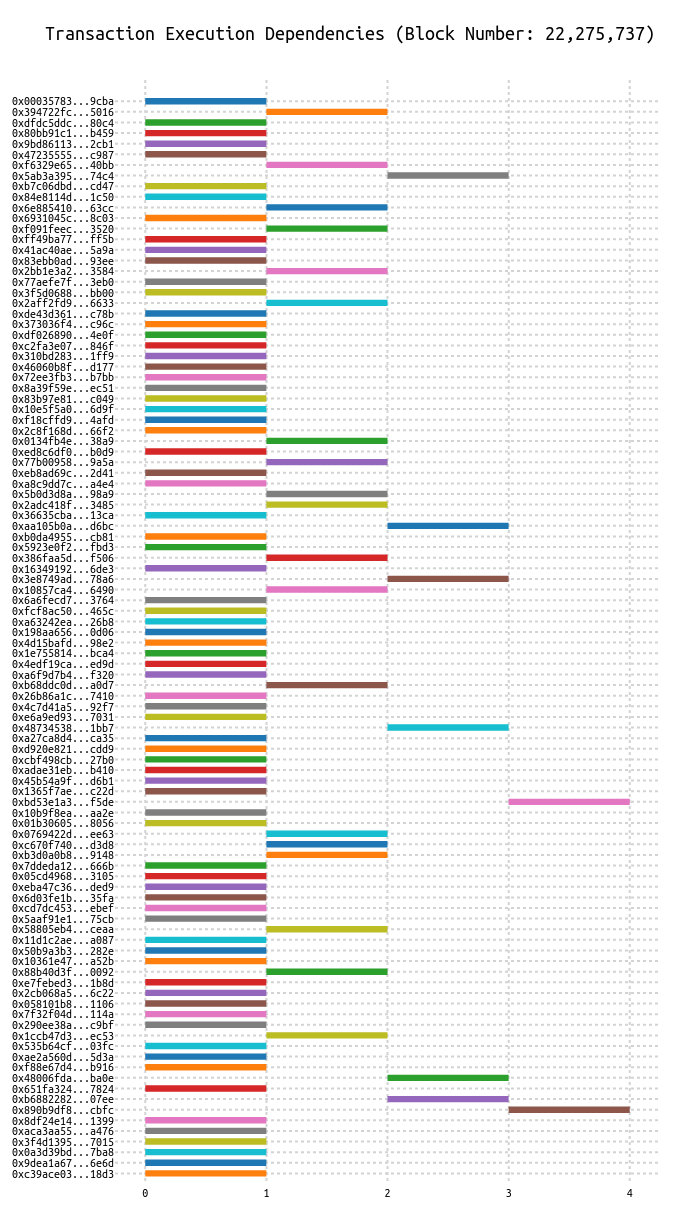 Transaction Execution Dependencies (Block Number: 22,275,737)
0x00035783...9cba
0x394722fc...5016
0xdfdc5ddc...80c4
0x80bb91c1...b459
0x9bd86113...2cb1
0x47235555...c987
0xf6329e65...40bb
0x5ab3a395...74c4
0xb7c06dbd...cd47
0x84e8114d...1c50
0x6e885410...63cc
0x6931045c...8c03
0xf091feec...3520
0xff49ba77...ff5b
0x41ac40ae...5a9a
0x83ebb0ad...93ee
0x2bb1e3a2...3584
0x77aefe7f...3eb0
0x3f5d0688...bb00
0x2aff2fd9...6633
0xde43d361...c78b
0x373036f4...c96c
0xdf026890...4e0f
0xc2fa3e07...846f
0x310bd283...1ff9
0x46060b8f...d177
0x72ee3fb3...b7bb
0x8a39f59e...ec51
0x83b97e81...c049
0x10e5f5a0...6d9f
0xf18cffd9...4afd
0x2c8f168d...66f2
0x0134fb4e...38a9
0xed8c6df0...b0d9
0x77b00958...9a5a
0xeb8ad69c...2d41
0xa8c9dd7c...a4e4
0x5b0d3d8a...98a9
0x2adc418f...3485
0x36635cba...13ca
0xaa105b0a...d6bc
0xb0da4955...cb81
0x5923e0f2...fbd3
0x386faa5d...f506
0x16349192...6de3
0x3e8749ad...78a6
0x10857ca4...6490
0x6a6fecd7...3764
0xfcf8ac50...465c
0xa63242ea...26b8
0x198aa656...0d06
0x4d15bafd...98e2
0x1e755814...bca4
0x4edf19ca...ed9d
0xa6f9d7b4...f320
0xb68ddc0d...a0d7
0x26b86a1c...7410
0x4c7d41a5...92f7
0xe6a9ed93...7031
0x48734538...1bb7
0xa27ca8d4...ca35
0xd920e821...cdd9
0xcbf498cb...27b0
0xadae31eb...b410
0x45b54a9f...d6b1
0x1365f7ae...c22d
0xbd53e1a3...f5de
0x10b9f8ea...aa2e
0x01b30605...8056
0x0769422d...ee63
0xc670f740...d3d8
0xb3d0a0b8...9148
0x7ddeda12...666b
0x05cd4968...3105
0xeba47c36...ded9
0x6d03fe1b...35fa
0xcd7dc453...ebef
0x5aaf91e1...75cb
0x58805eb4...ceaa
0x11d1c2ae...a087
0x50b9a3b3...282e
0x10361e47...a52b
0x88b40d3f...0092
0xe7febed3...1b8d
0x2cb068a5...6c22
0x058101b8...1106
0x7f32f04d...114a
0x290ee38a...c9bf
0x1ccb47d3...ec53
0x535b64cf...03fc
0xae2a560d...5d3a
0xf88e67d4...b916
0x48006fda...ba0e
0x651fa324...7824
0xb6882282...07ee
0x890b9df8...cbfc
0x8df24e14...1399
0xaca3aa55...a476
0x3f4d1395...7015
0x0a3d39bd...7ba8
0x9dea1a67...6e6d
0xc39ace03...18d3
0 1 2 3 4